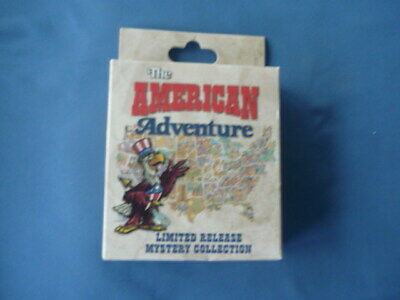 The
AMERICAN
Adventure
LIMITED RELEASE
MYSTERY COLLECTION